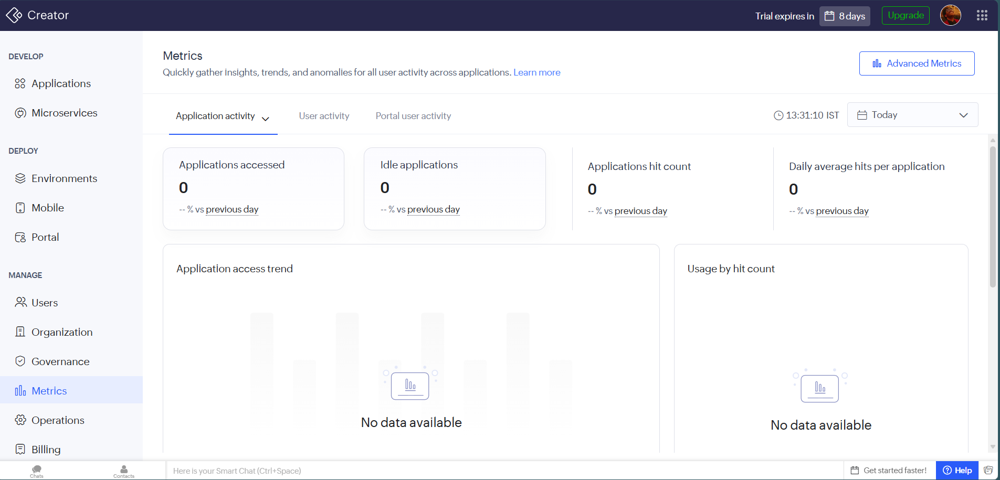 Creator
Trial expires in
8 days
Upgrade
DEVELOP
Applications
Microservices
DEPLOY
Environments
Mobile
Portal
MANAGE
Users
Organization
Governance
Metrics
Operations
Billing
Metrics
Quickly gather insights, trends, and anomalies for all user activity across applications. Learn more
Advanced Metrics
Application activity
User activity
Portal user activity
13:31:10 IST
Today
Applications accessed
0
-- % vs previous day
Idle applications
0
-- % vs previous day
Applications hit count
0
-- % vs previous day
Daily average hits per application
0
-- % vs previous day
Application access trend
No data available
Usage by hit count
No data available
Chats
Contacts
Here is your Smart Chat (Ctrl+Space)
Get started faster!
Help